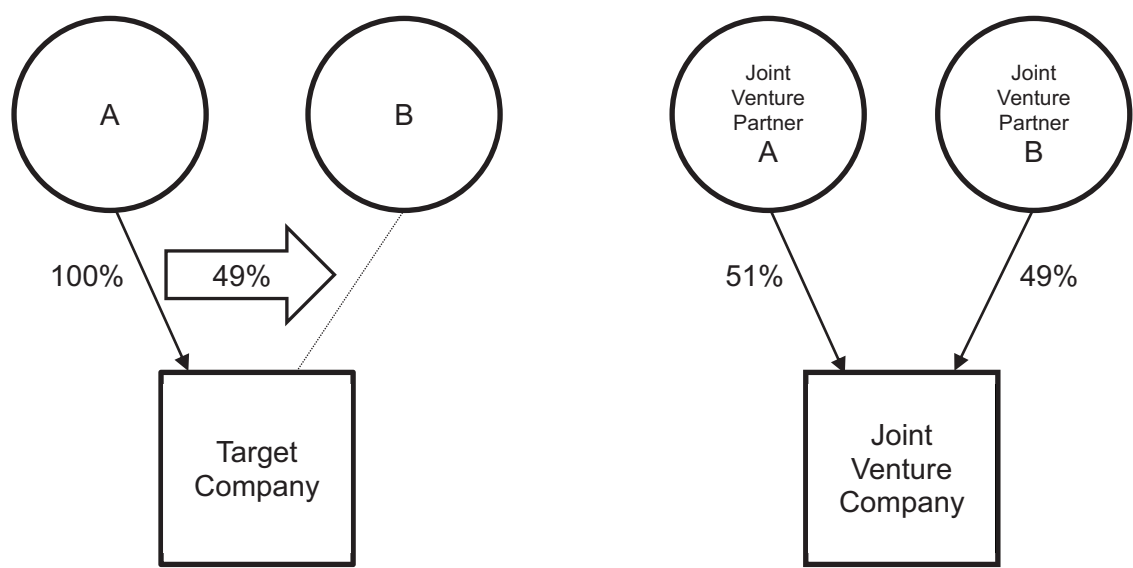 A
B
100%
49%
Target
Company
Joint
Venture
Partner
A
Joint
Venture
Partner
B
51%
49%
Joint
Venture
Company